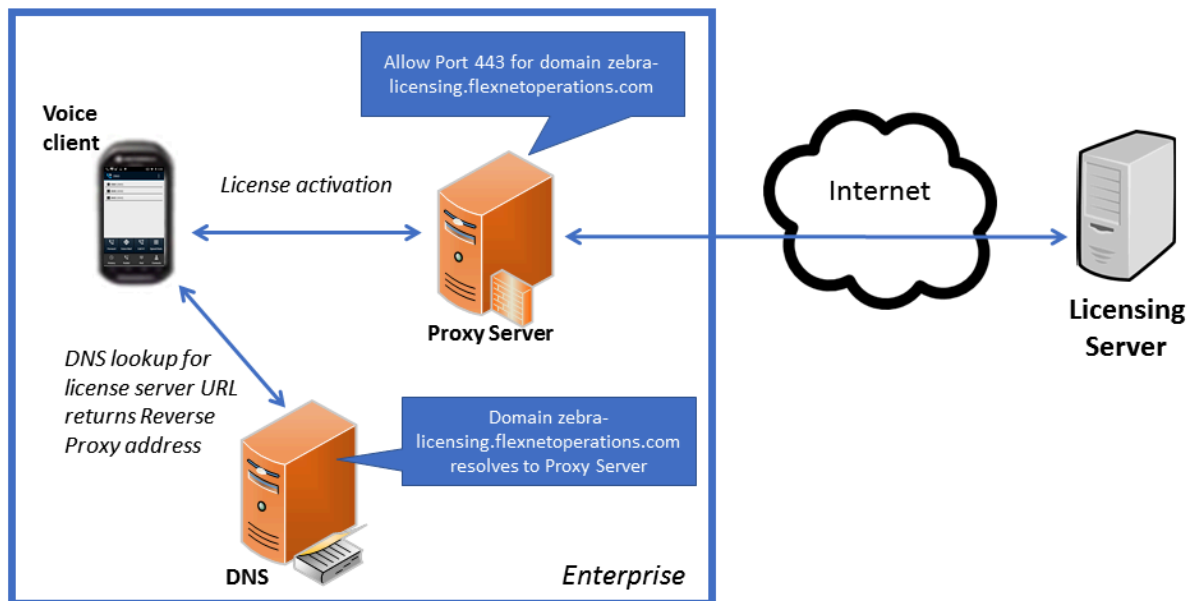 Allow Port 443 for domain zebra-
licensing.flexnetoperations.com
Voice
client
License activation
Internet
Proxy Server
Licensing
Server
DNS lookup for
license server URL
returns Reverse
Proxy address
Domain zebra-
licensing.flexnetoperations.com
resolves to Proxy Server
DNS
Enterprise